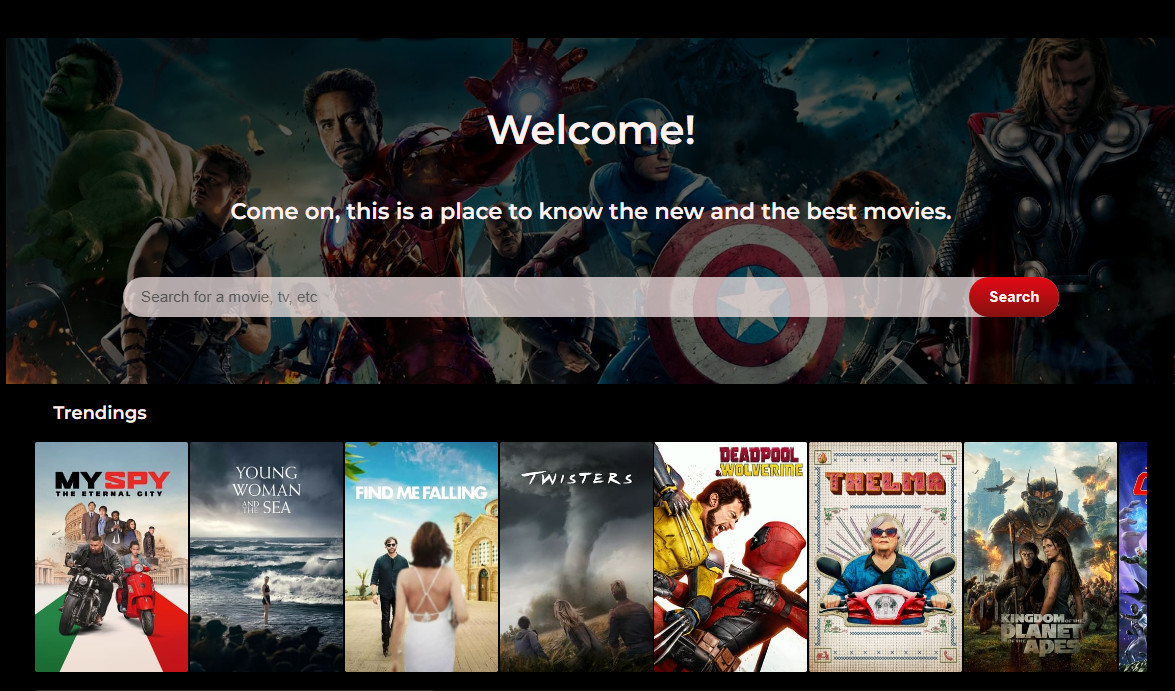 Welcome!
Come on, this is a place to know the new and the best movies.
Search for a movie, tv, etc
Search
Trendings
MY SPY
THE ETERNAL CITY
YOUNG
WOMAN
AND THE SEA
FIND ME FALLING
TWISTERS
DEADPOOL
& WOLVERINE
THELMA
KINGDOM OF THE
PLANET
OF THE
APES